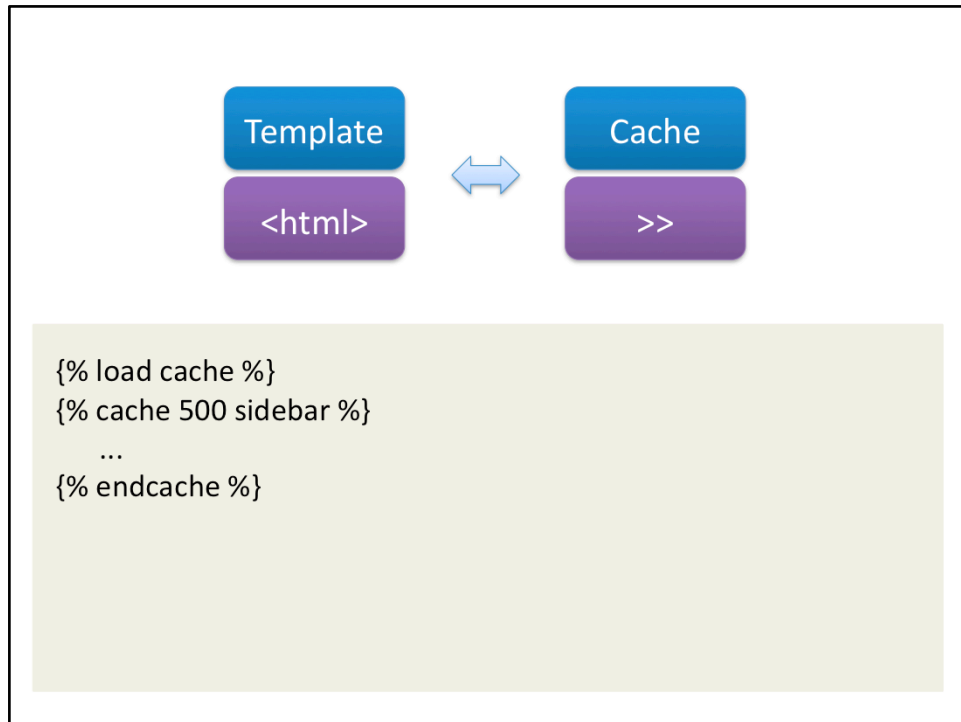 Template
Cache
<html>
>>
{% load cache %}
{% cache 500 sidebar %}
...
{% endcache %}